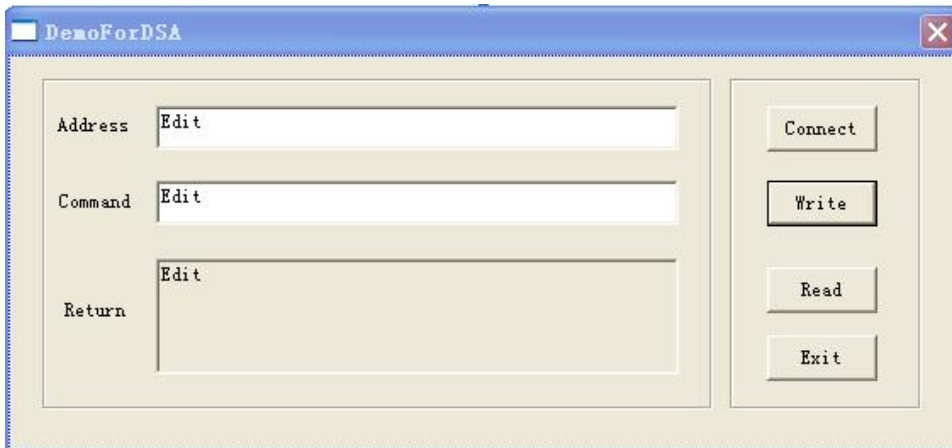 DemoForDSA
Address Edit Connect
Command Edit Write
Edit
Return Read
Exit